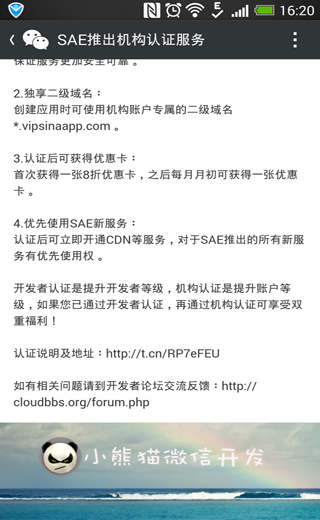 16:20
SAE推出机构认证服务
保证服务更加安全可靠 。
2.独享二级域名：
创建应用时可使用机构账户专属的二级域名
*.vipsinaapp.com 。
3.认证后可获得优惠卡：
首次获得一张8折优惠卡，之后每月月初可获得一张优惠
卡 。
4.优先使用SAE新服务：
认证后可立即开通CDN等服务，对于SAE推出的所有新服
务有优先使用权 。
开发者认证是提升开发者等级，机构认证是提升账户等
级，如果您已通过开发者认证，再通过机构认证可享受双
重福利！
认证说明及地址：http://t.cn/RP7eFEU
如有相关问题请到开发者论坛交流反馈：http://
cloudbbs.org/forum.php
小熊猫微信开发